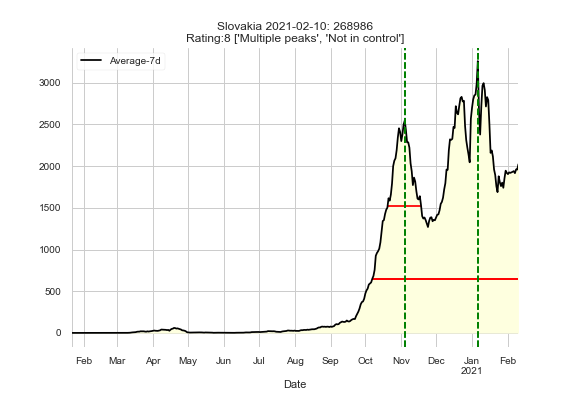 Slovakia 2021-02-10: 268986
Rating:8 ['Multiple peaks', 'Not in control']
Average-7d
3000
2500
2000
1500
1000
500
0
Feb Mar Apr May Jun Jul Aug Sep Oct Nov Dec Jan Feb
2021
Date